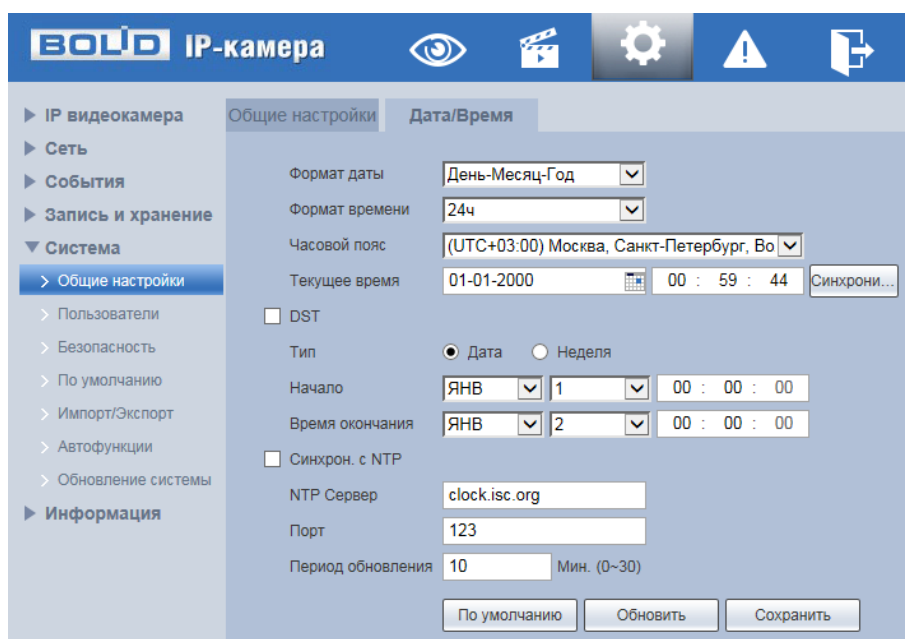 BOLID IP-камера
IP видеокамера
Сеть
События
Запись и хранение
Система
Общие настройки
Пользователи
Безопасность
По умолчанию
Импорт/Экспорт
Автофункции
Обновление системы
Информация
Общие настройки Дата/Время
Формат даты День-Месяц-Год
Формат времени 24ч
Часовой пояс (UTC+03:00) Москва, Санкт-Петербург, Во
Текущее время 01-01-2000 00 : 59 : 44 Синхрони...
DST
Тип Дата Неделя
Начало ЯНВ 1 00 : 00 : 00
Время окончания ЯНВ 2 00 : 00 : 00
Синхрон. с NTP
NTP Сервер clock.isc.org
Порт 123
Период обновления 10 Мин. (0~30)
По умолчанию Обновить Сохранить